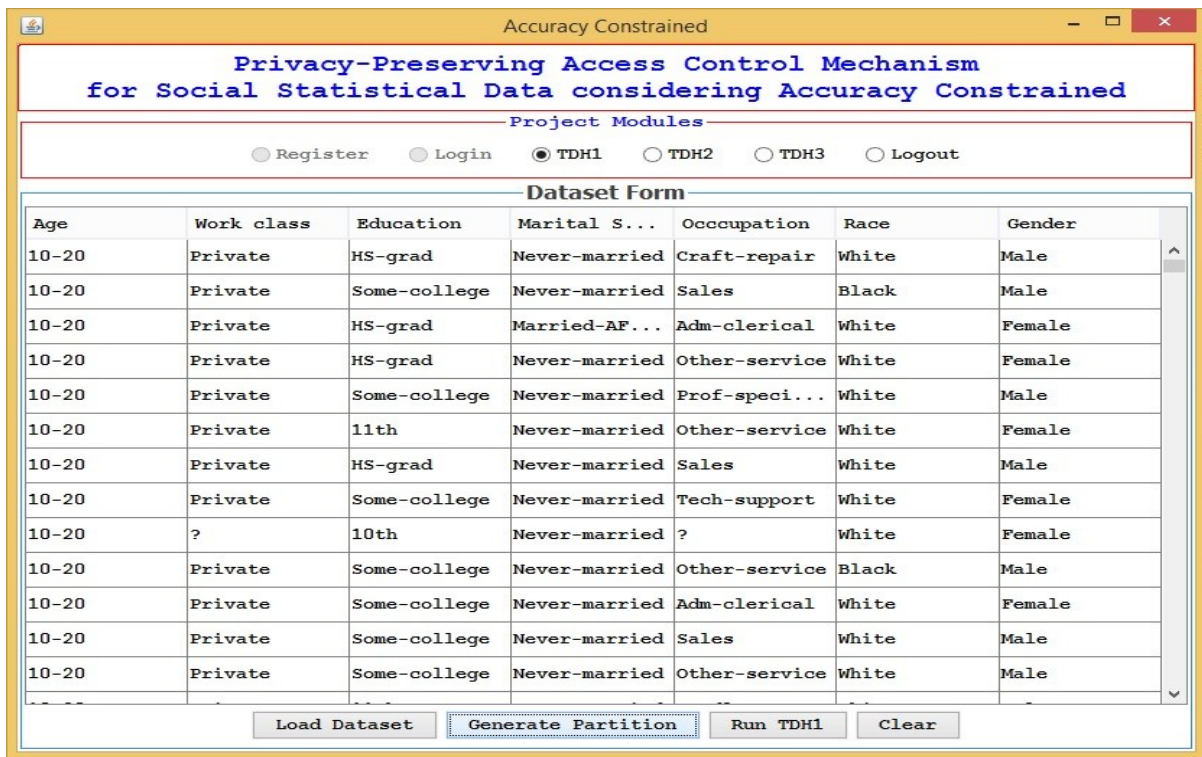 Accuracy Constrained
Privacy-Preserving Access Control Mechanism
for Social Statistical Data considering Accuracy Constrained
Project Modules
Register Login TDH1 TDH2 TDH3 Logout
Dataset Form
Age Work class Education Marital S... Occcupation Race Gender
10-20 Private HS-grad Never-married Craft-repair White Male
10-20 Private Some-college Never-married Sales Black Male
10-20 Private HS-grad Married-AF... Adm-clerical White Female
10-20 Private HS-grad Never-married Other-service White Female
10-20 Private Some-college Never-married Prof-speci... White Male
10-20 Private 11th Never-married Other-service White Female
10-20 Private HS-grad Never-married Sales White Male
10-20 Private Some-college Never-married Tech-support White Female
10-20 ? 10th Never-married ? White Female
10-20 Private Some-college Never-married Other-service Black Male
10-20 Private Some-college Never-married Adm-clerical White Female
10-20 Private Some-college Never-married Sales White Male
10-20 Private Some-college Never-married Other-service White Male
Load Dataset Generate Partition Run TDH1 Clear